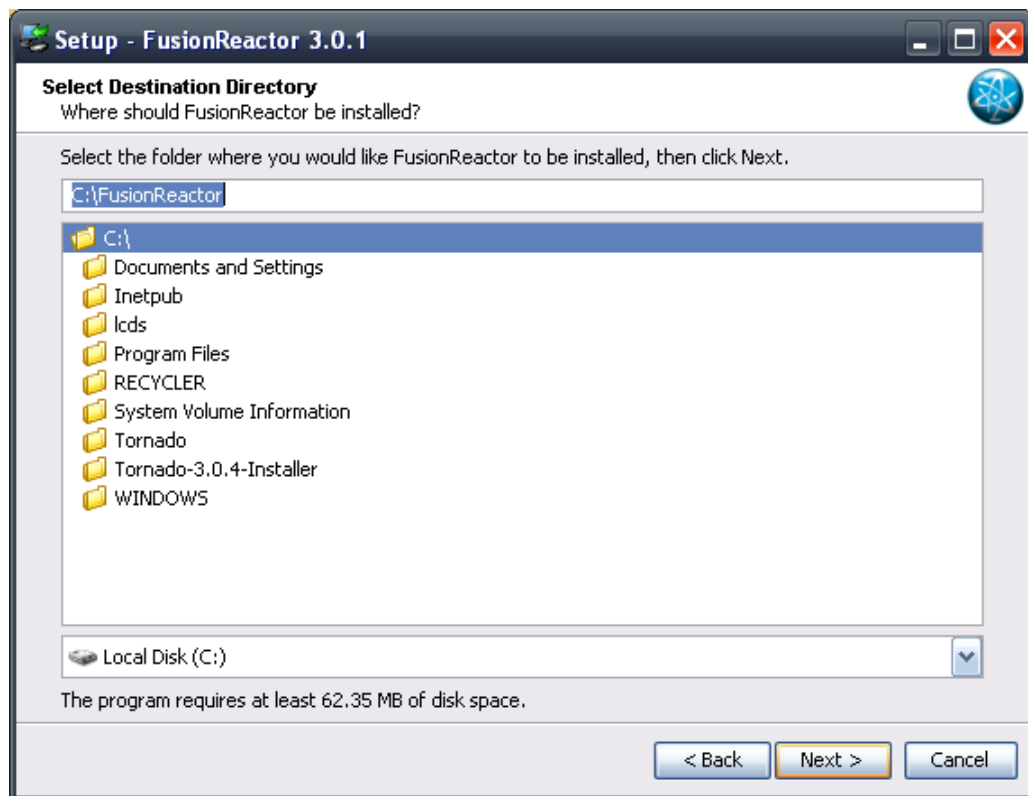 Setup - FusionReactor 3.0.1
Select Destination Directory
Where should FusionReactor be installed?
Select the folder where you would like FusionReactor to be installed, then click Next.
C:\FusionReactor
C:\
Documents and Settings
Inetpub
lcds
Program Files
RECYCLER
System Volume Information
Tornado
Tornado-3.0.4-Installer
WINDOWS
Local Disk (C:)
The program requires at least 62.35 MB of disk space.
< Back Next > Cancel